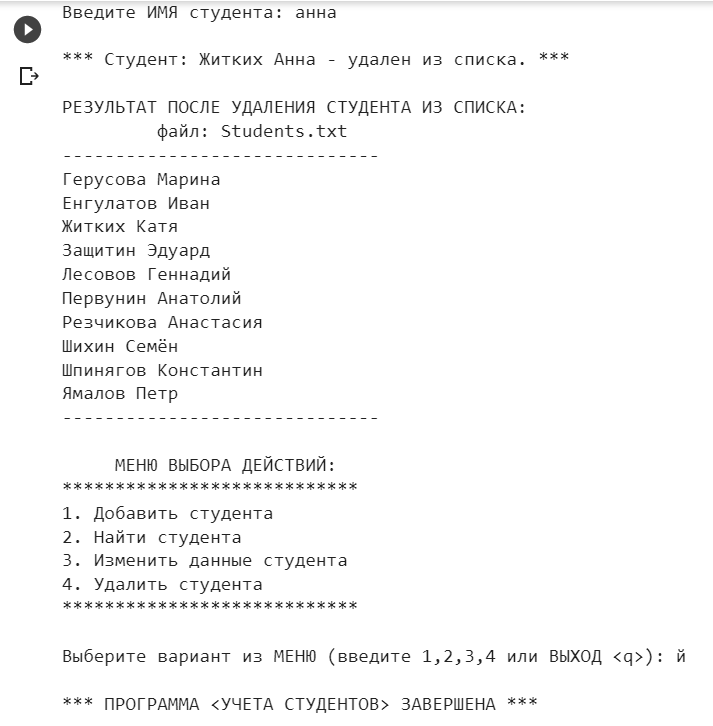 Введите ИМЯ студента: анна
*** Студент: Житких Анна - удален из списка. ***
РЕЗУЛЬТАТ ПОСЛЕ УДАЛЕНИЯ СТУДЕНТА ИЗ СПИСКА:
файл: Students.txt
------------------------------
Герусова Марина
Енгулатов Иван
Житких Катя
Защитин Эдуард
Лесовов Геннадий
Первунин Анатолий
Резчикова Анастасия
Шихин Семён
Шпинягов Константин
Ямалов Петр
------------------------------
МЕНЮ ВЫБОРА ДЕЙСТВИЙ:
****************************
1. Добавить студента
2. Найти студента
3. Изменить данные студента
4. Удалить студента
****************************
Выберите вариант из МЕНЮ (введите 1,2,3,4 или ВЫХОД <q>): й
*** ПРОГРАММА <УЧЕТА СТУДЕНТОВ> ЗАВЕРШЕНА ***